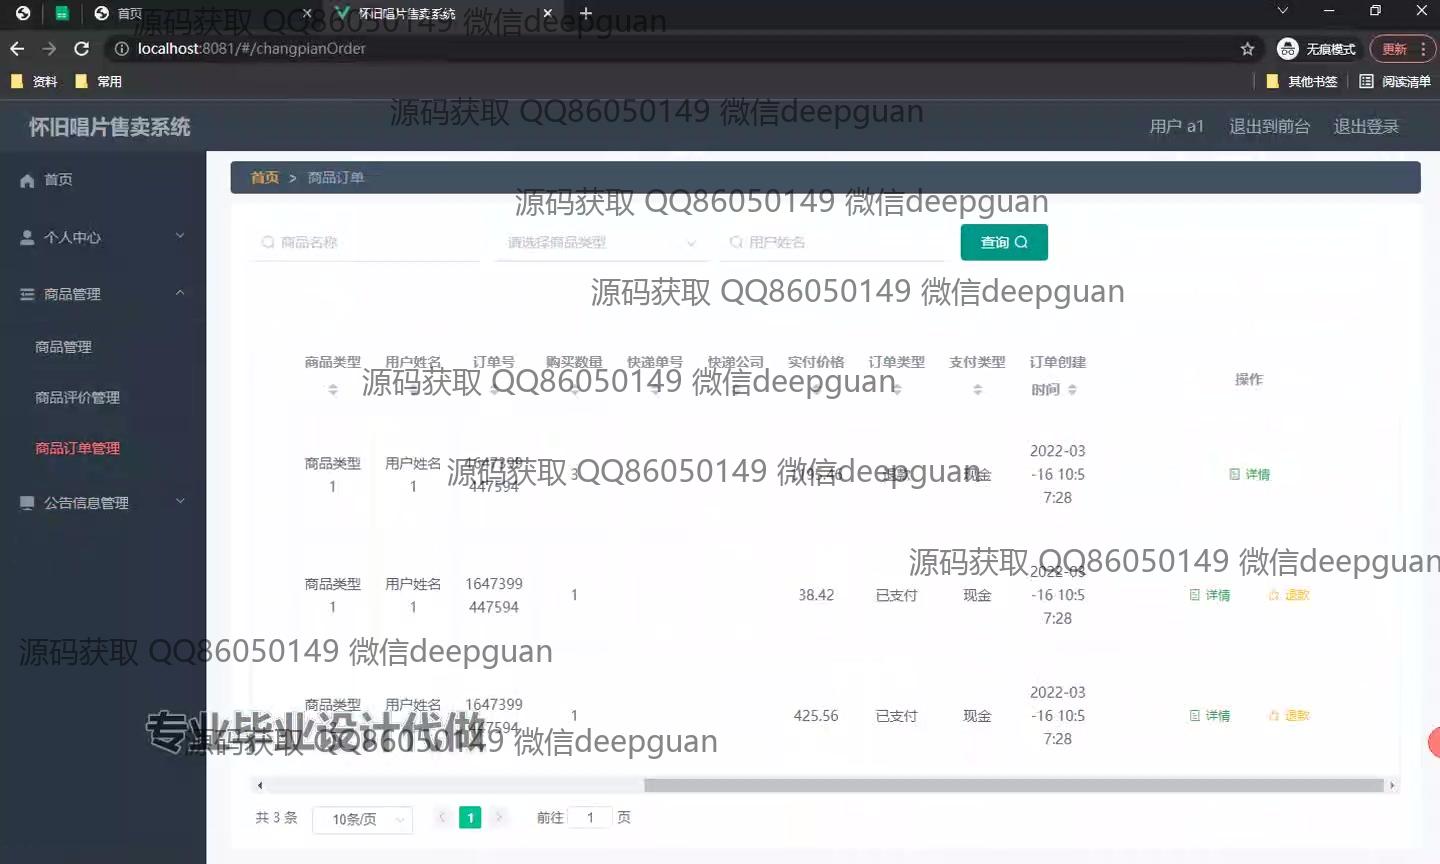 首页
怀旧唱片售卖系统
localhost:8081/#/changpianOrder
无痕模式
更新
资料
常用
其他书签
阅读清单
源码获取 QQ86050149 微信deepguan
源码获取 QQ86050149 微信deepguan
怀旧唱片售卖系统
用户 a1
退出到前台
退出登录
首页
个人中心
商品管理
商品管理
商品评价管理
商品订单管理
公告信息管理
首页 > 商品订单
源码获取 QQ86050149 微信deepguan
商品名称
请选择商品类型
用户姓名
查询
源码获取 QQ86050149 微信deepguan
商品类型 用户姓名 订单号 购买数量 快递单号 快递公司 实付价格 订单类型 支付类型 订单创建时间 操作
源码获取 QQ86050149 微信deepguan
商品类型1 用户姓名1 1647399447594 3 退款 现金 2022-03-16 10:57:28 详情
源码获取 QQ86050149 微信deepguan
源码获取 QQ86050149 微信deepguan
商品类型1 用户姓名1 1647399447594 1 38.42 已支付 现金 2022-03-16 10:57:28 详情 退款
源码获取 QQ86050149 微信deepguan
商品类型1 用户姓名1 1647399447594 1 425.56 已支付 现金 2022-03-16 10:57:28 详情 退款
专业毕业设计代做
源码获取 QQ86050149 微信deepguan
共 3 条
10条/页
1
前往 1 页